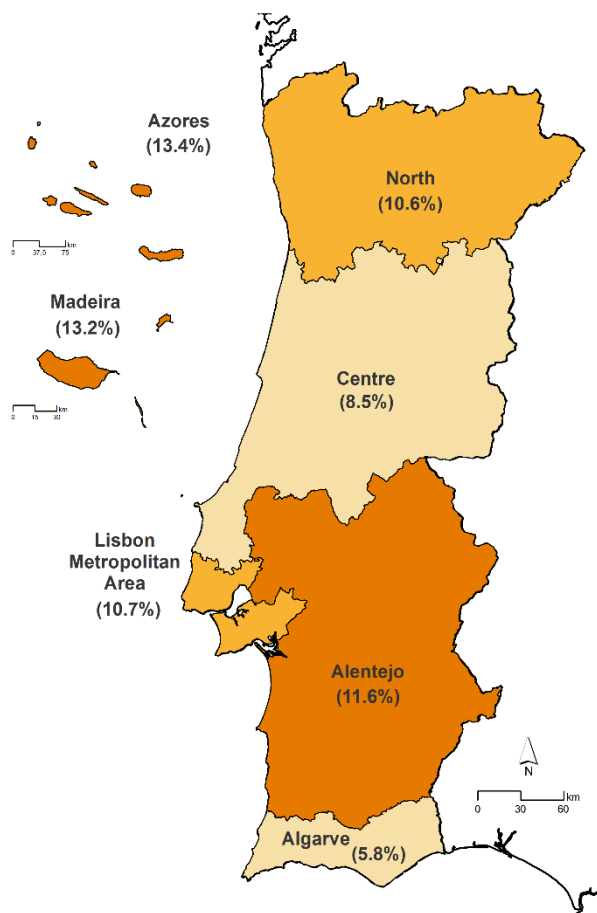 Azores
(13.4%)
North
(10.6%)
km
0 37,5 75
Madeira
(13.2%)
Centre
(8.5%)
km
0 15 30
Lisbon
Metropolitan
Area
(10.7%)
Alentejo
(11.6%)
N
km
0 30 60
Algarve (5.8%)